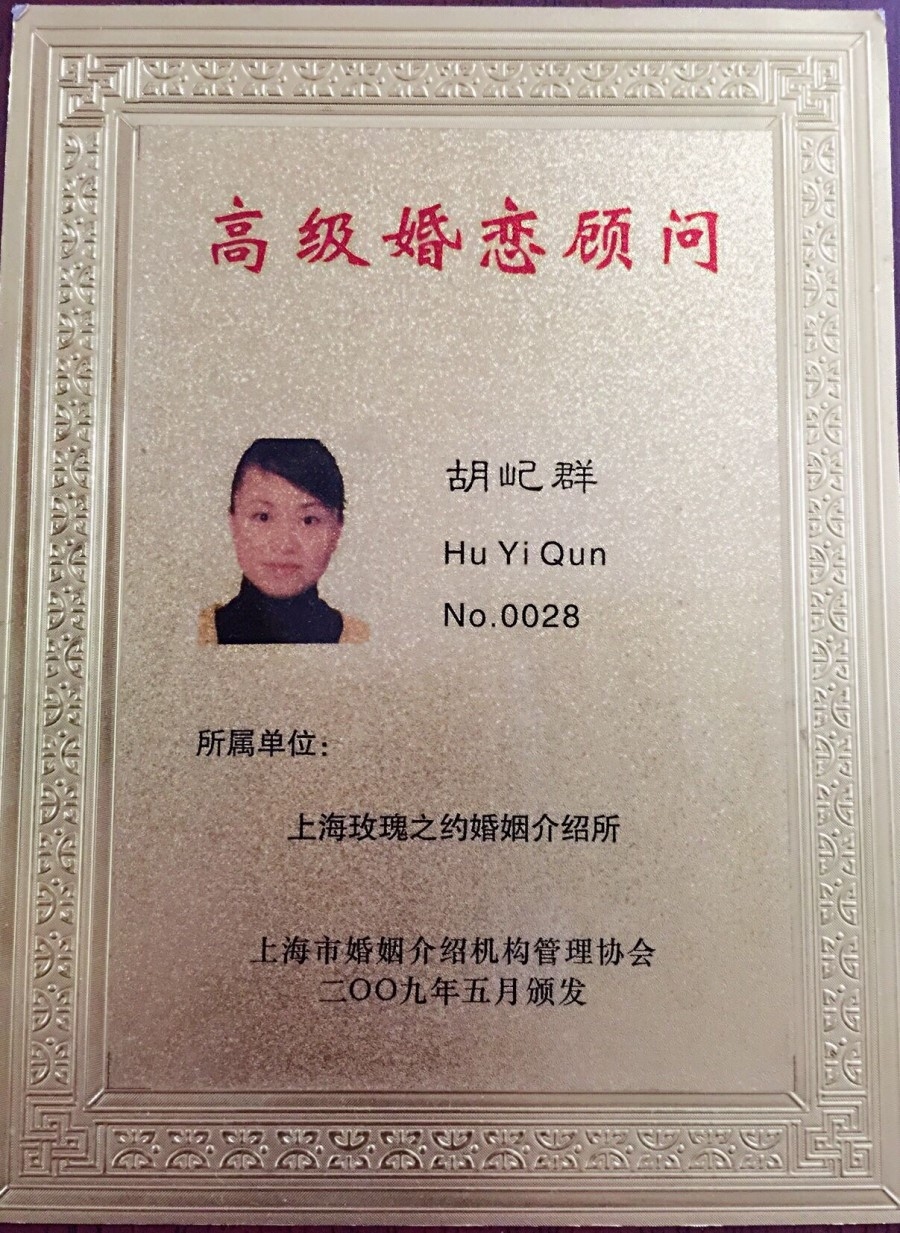 高级婚恋顾问
胡屺群
Hu Yi Qun
No.0028
所属单位：
上海玫瑰之约婚姻介绍所
上海市婚姻介绍机构管理协会
二〇〇九年五月颁发